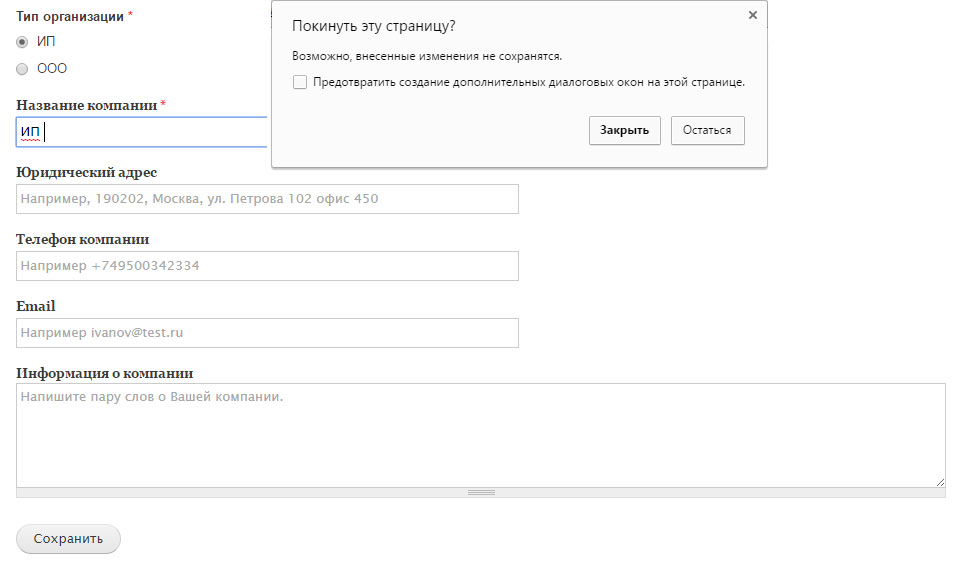 Тип организации *
ИП
ООО
Название компании *
ИП
Покинуть эту страницу?
Возможно, внесенные изменения не сохранятся.
Предотвратить создание дополнительных диалоговых окон на этой странице.
Закрыть
Остаться
Юридический адрес
Например, 190202, Москва, ул. Петрова 102 офис 450
Телефон компании
Например +749500342334
Email
Например ivanov@test.ru
Информация о компании
Напишите пару слов о Вашей компании.
Сохранить